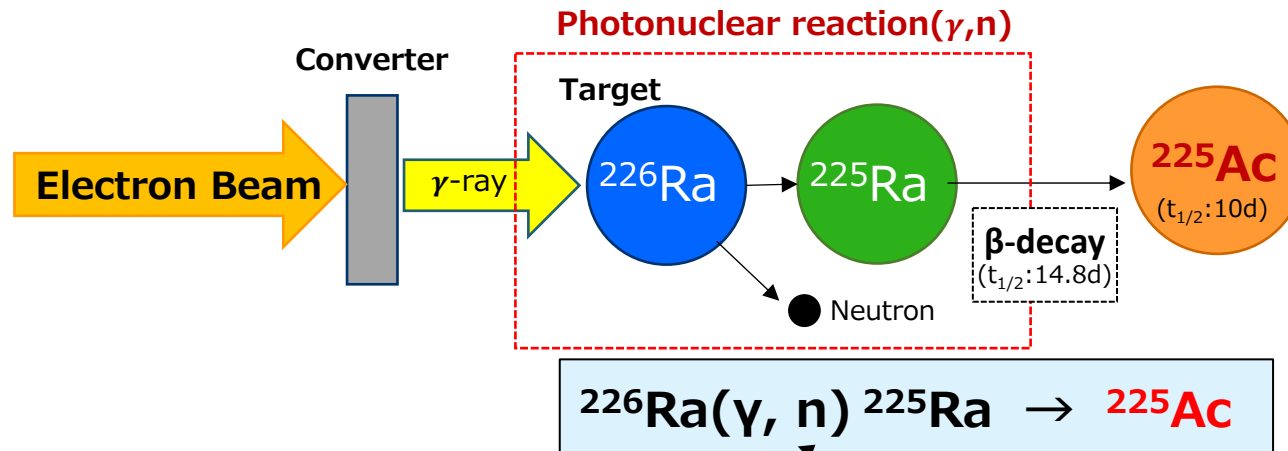 Photonuclear reaction(γ,n)
Converter
Target
Electron Beam
γ-ray
²²⁶Ra
²²⁵Ra
²²⁵Ac
(t₁/₂:10d)
β-decay
(t₁/₂:14.8d)
Neutron
²²⁶Ra(γ, n) ²²⁵Ra → ²²⁵Ac